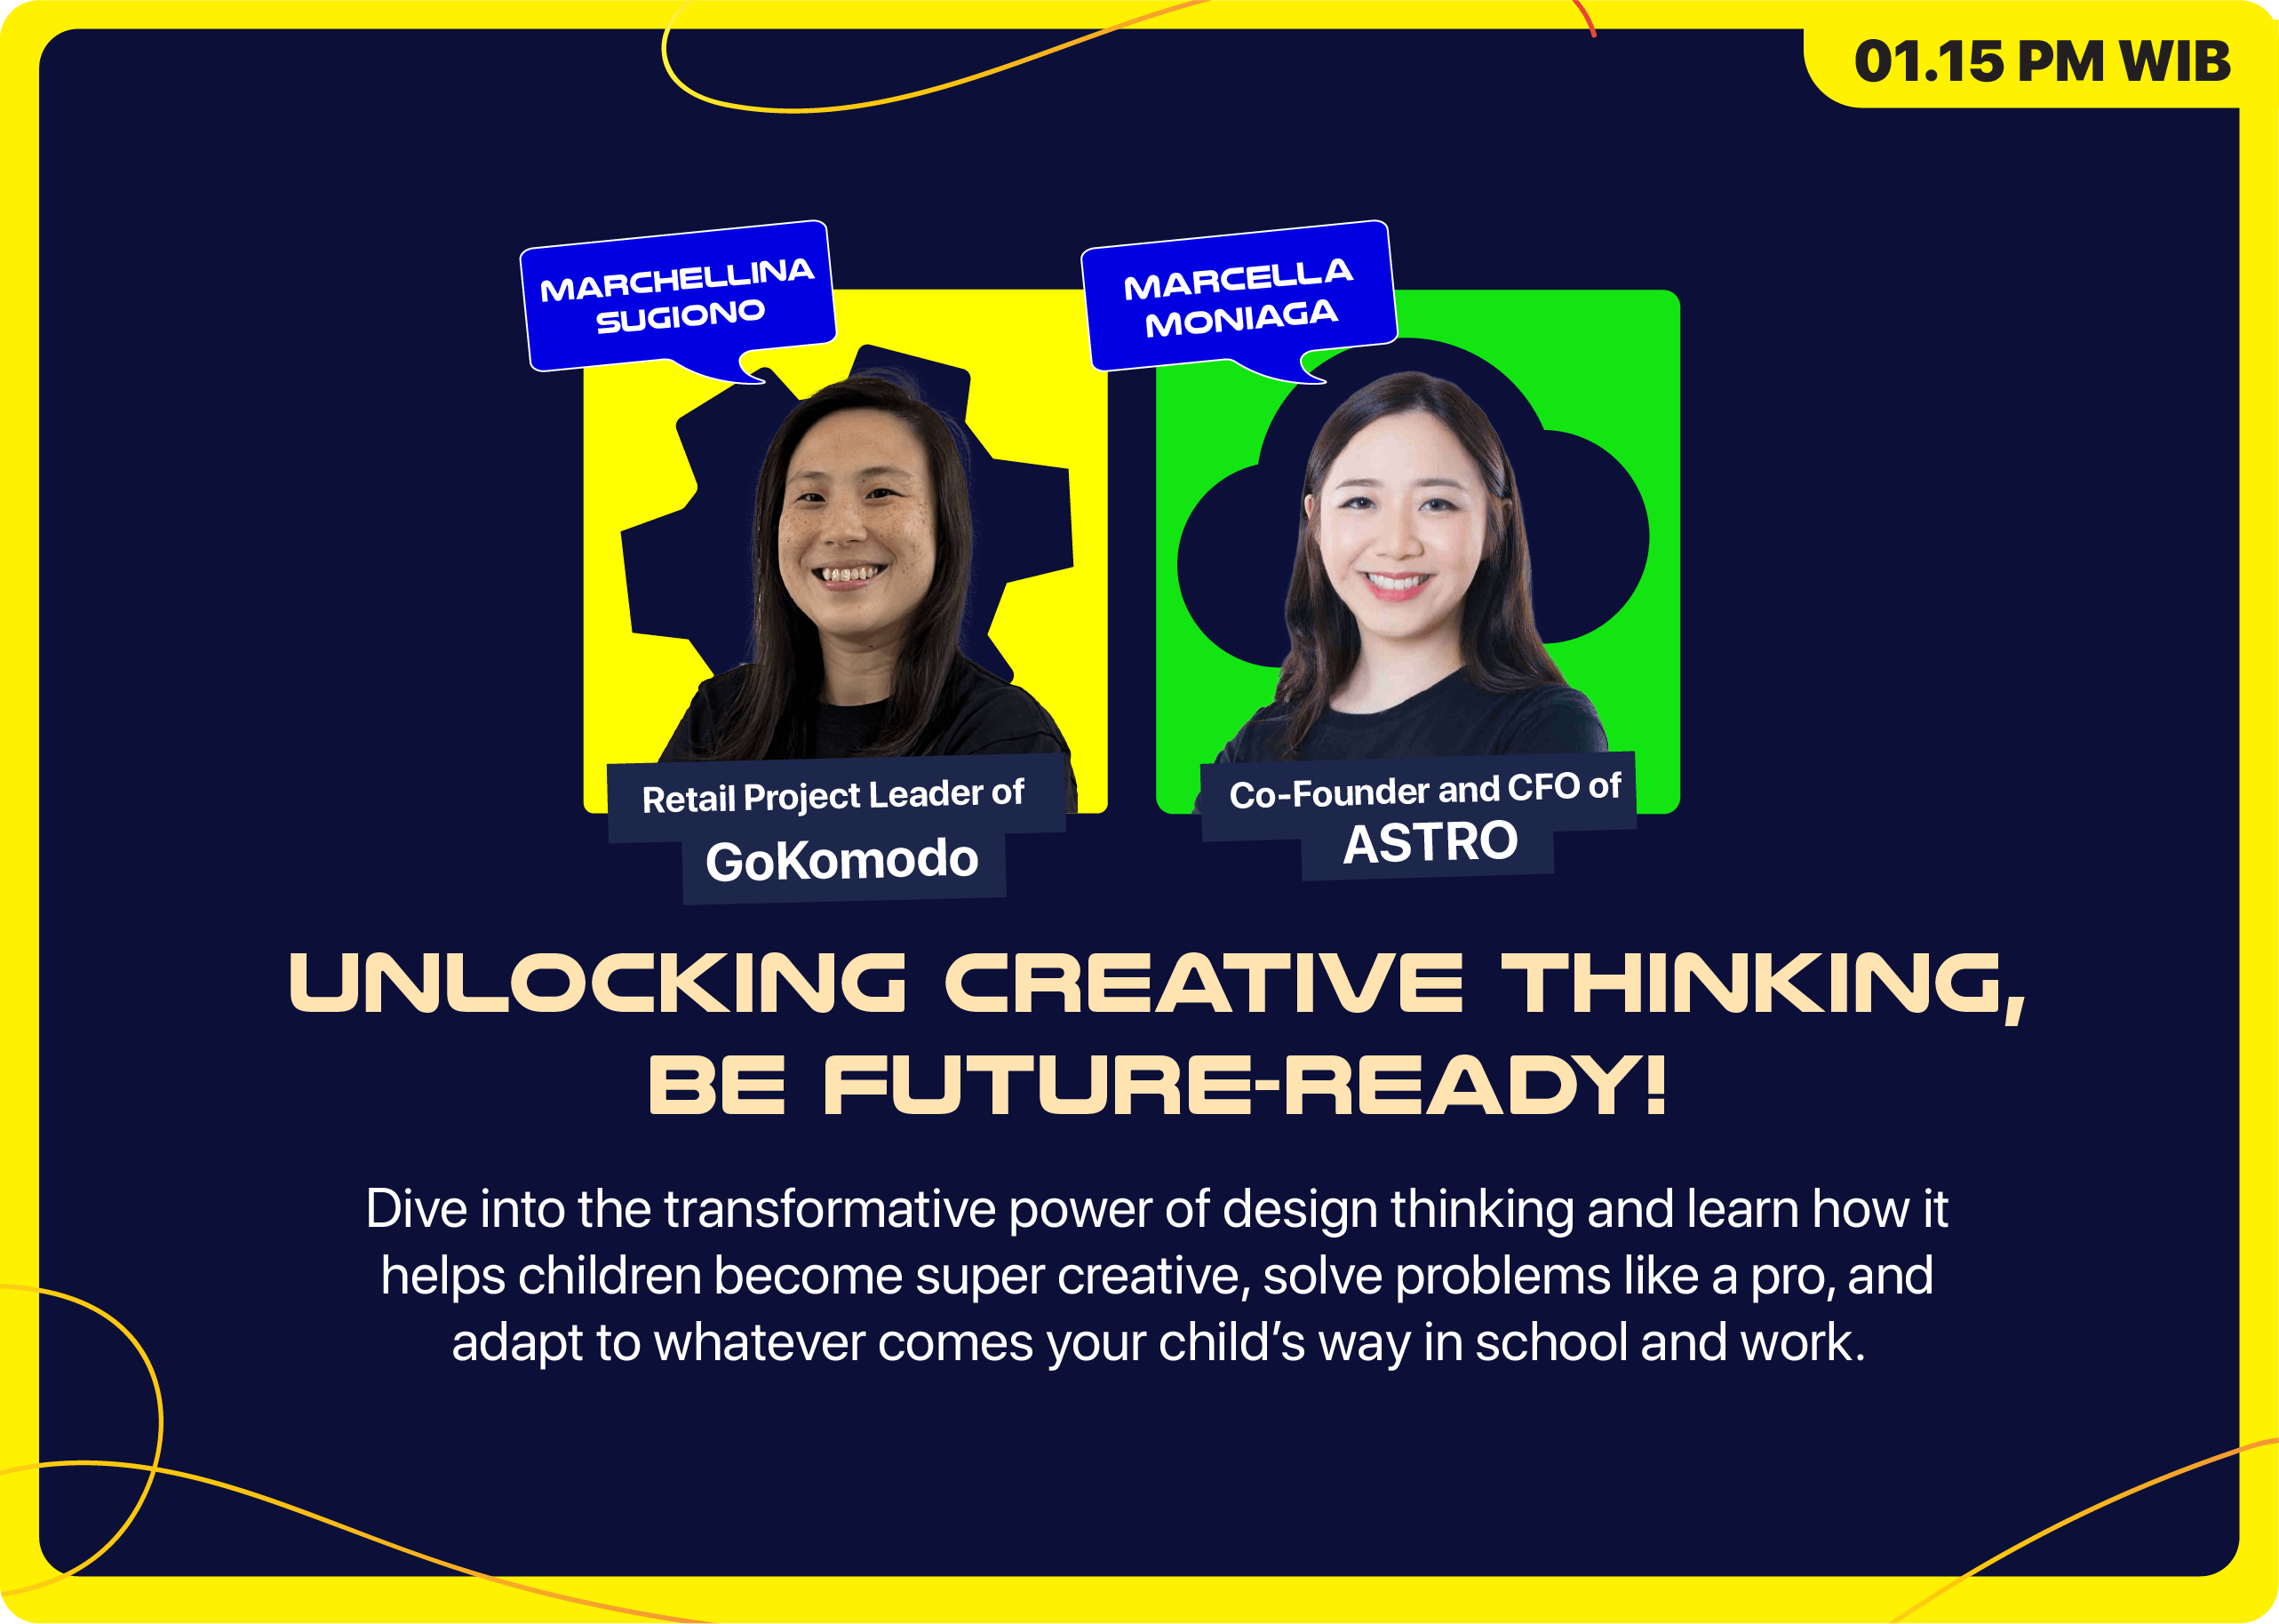 01.15 PM WIB
MARCHELLINA
SUGIONO
MARCELLA
MONIAGA
Retail Project Leader of
GoKomodo
Co-Founder and CFO of
ASTRO
UNLOCKING CREATIVE THINKING,
BE FUTURE-READY!
Dive into the transformative power of design thinking and learn how it
helps children become super creative, solve problems like a pro, and
adapt to whatever comes your child’s way in school and work.